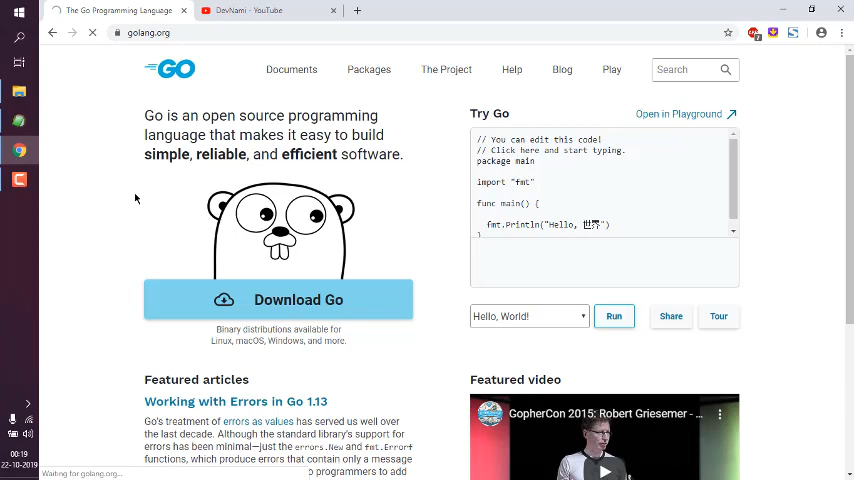 The Go Programming Language
DevNami - YouTube
golang.org
7
GO
Documents
Packages
The Project
Help
Blog
Play
Search
Go is an open source programming
language that makes it easy to build
simple, reliable, and efficient software.
Download Go
Binary distributions available for
Linux, macOS, Windows, and more.
Featured articles
Working with Errors in Go 1.13
Go's treatment of errors as values has served us well over
the last decade. Although the standard library's support for
errors has been minimal—just the errors.New and fmt.Errorf
functions, which produce errors that contain only a message
o programmers to add
Try Go
Open in Playground
// You can edit this code!
// Click here and start typing.
package main
import "fmt"
func main() {
fmt.Println("Hello, 世界")
}
Hello, World!
Run
Share
Tour
Featured video
GopherCon 2015: Robert Griesemer - ...
00:19
22-10-2019
Waiting for golang.org...